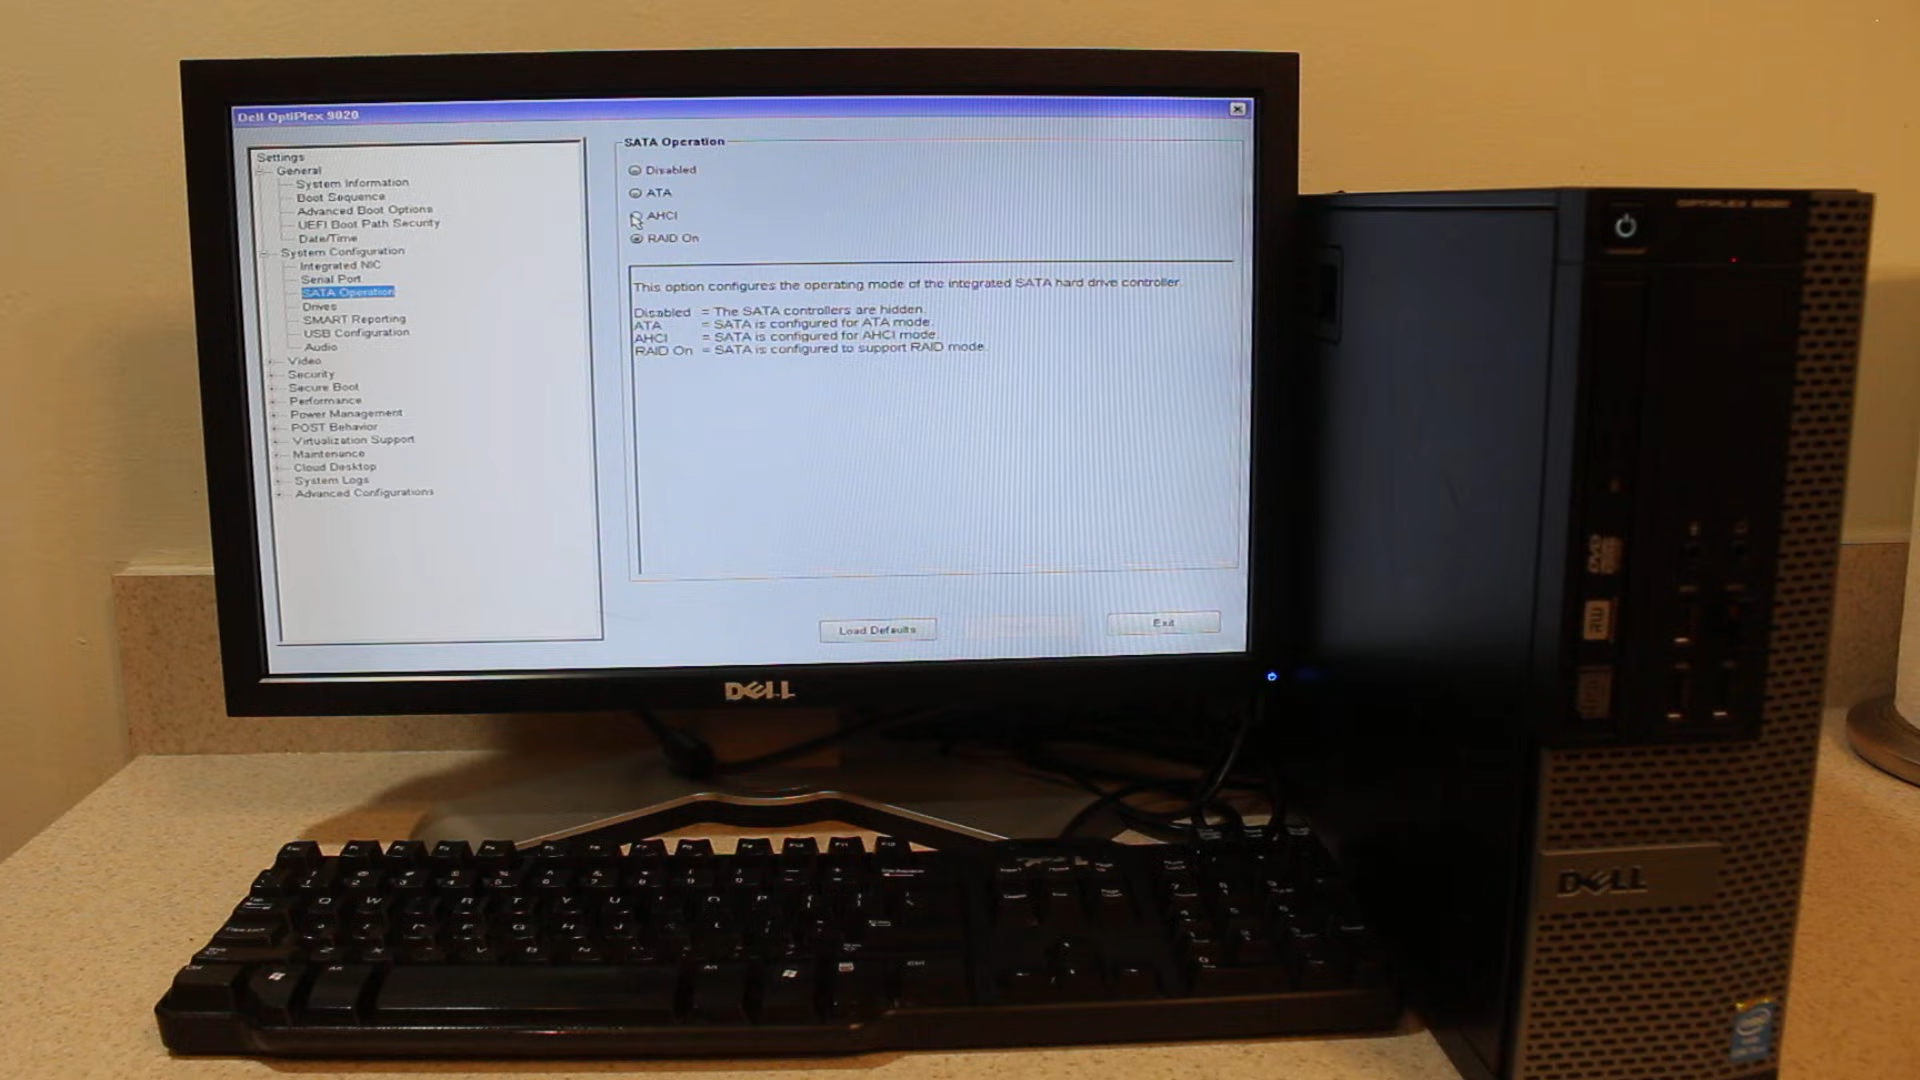 Dell OptiPlex 9020
Settings
General
System Information
Boot Sequence
Advanced Boot Options
UEFI Boot Path Security
Date/Time
System Configuration
Integrated NIC
Serial Port
SATA Operation
Drives
SMART Reporting
USB Configuration
Audio
Video
Security
Secure Boot
Performance
Power Management
POST Behavior
Virtualization Support
Maintenance
Cloud Desktop
System Logs
Advanced Configurations
SATA Operation
Disabled
ATA
AHCI
RAID On
This option configures the operating mode of the integrated SATA hard drive controller.
Disabled = The SATA controllers are hidden.
ATA = SATA is configured for ATA mode.
AHCI = SATA is configured for AHCI mode.
RAID On = SATA is configured to support RAID mode.
Load Defaults
Exit
DELL
OPTIPLEX 9020
DVD
DELL